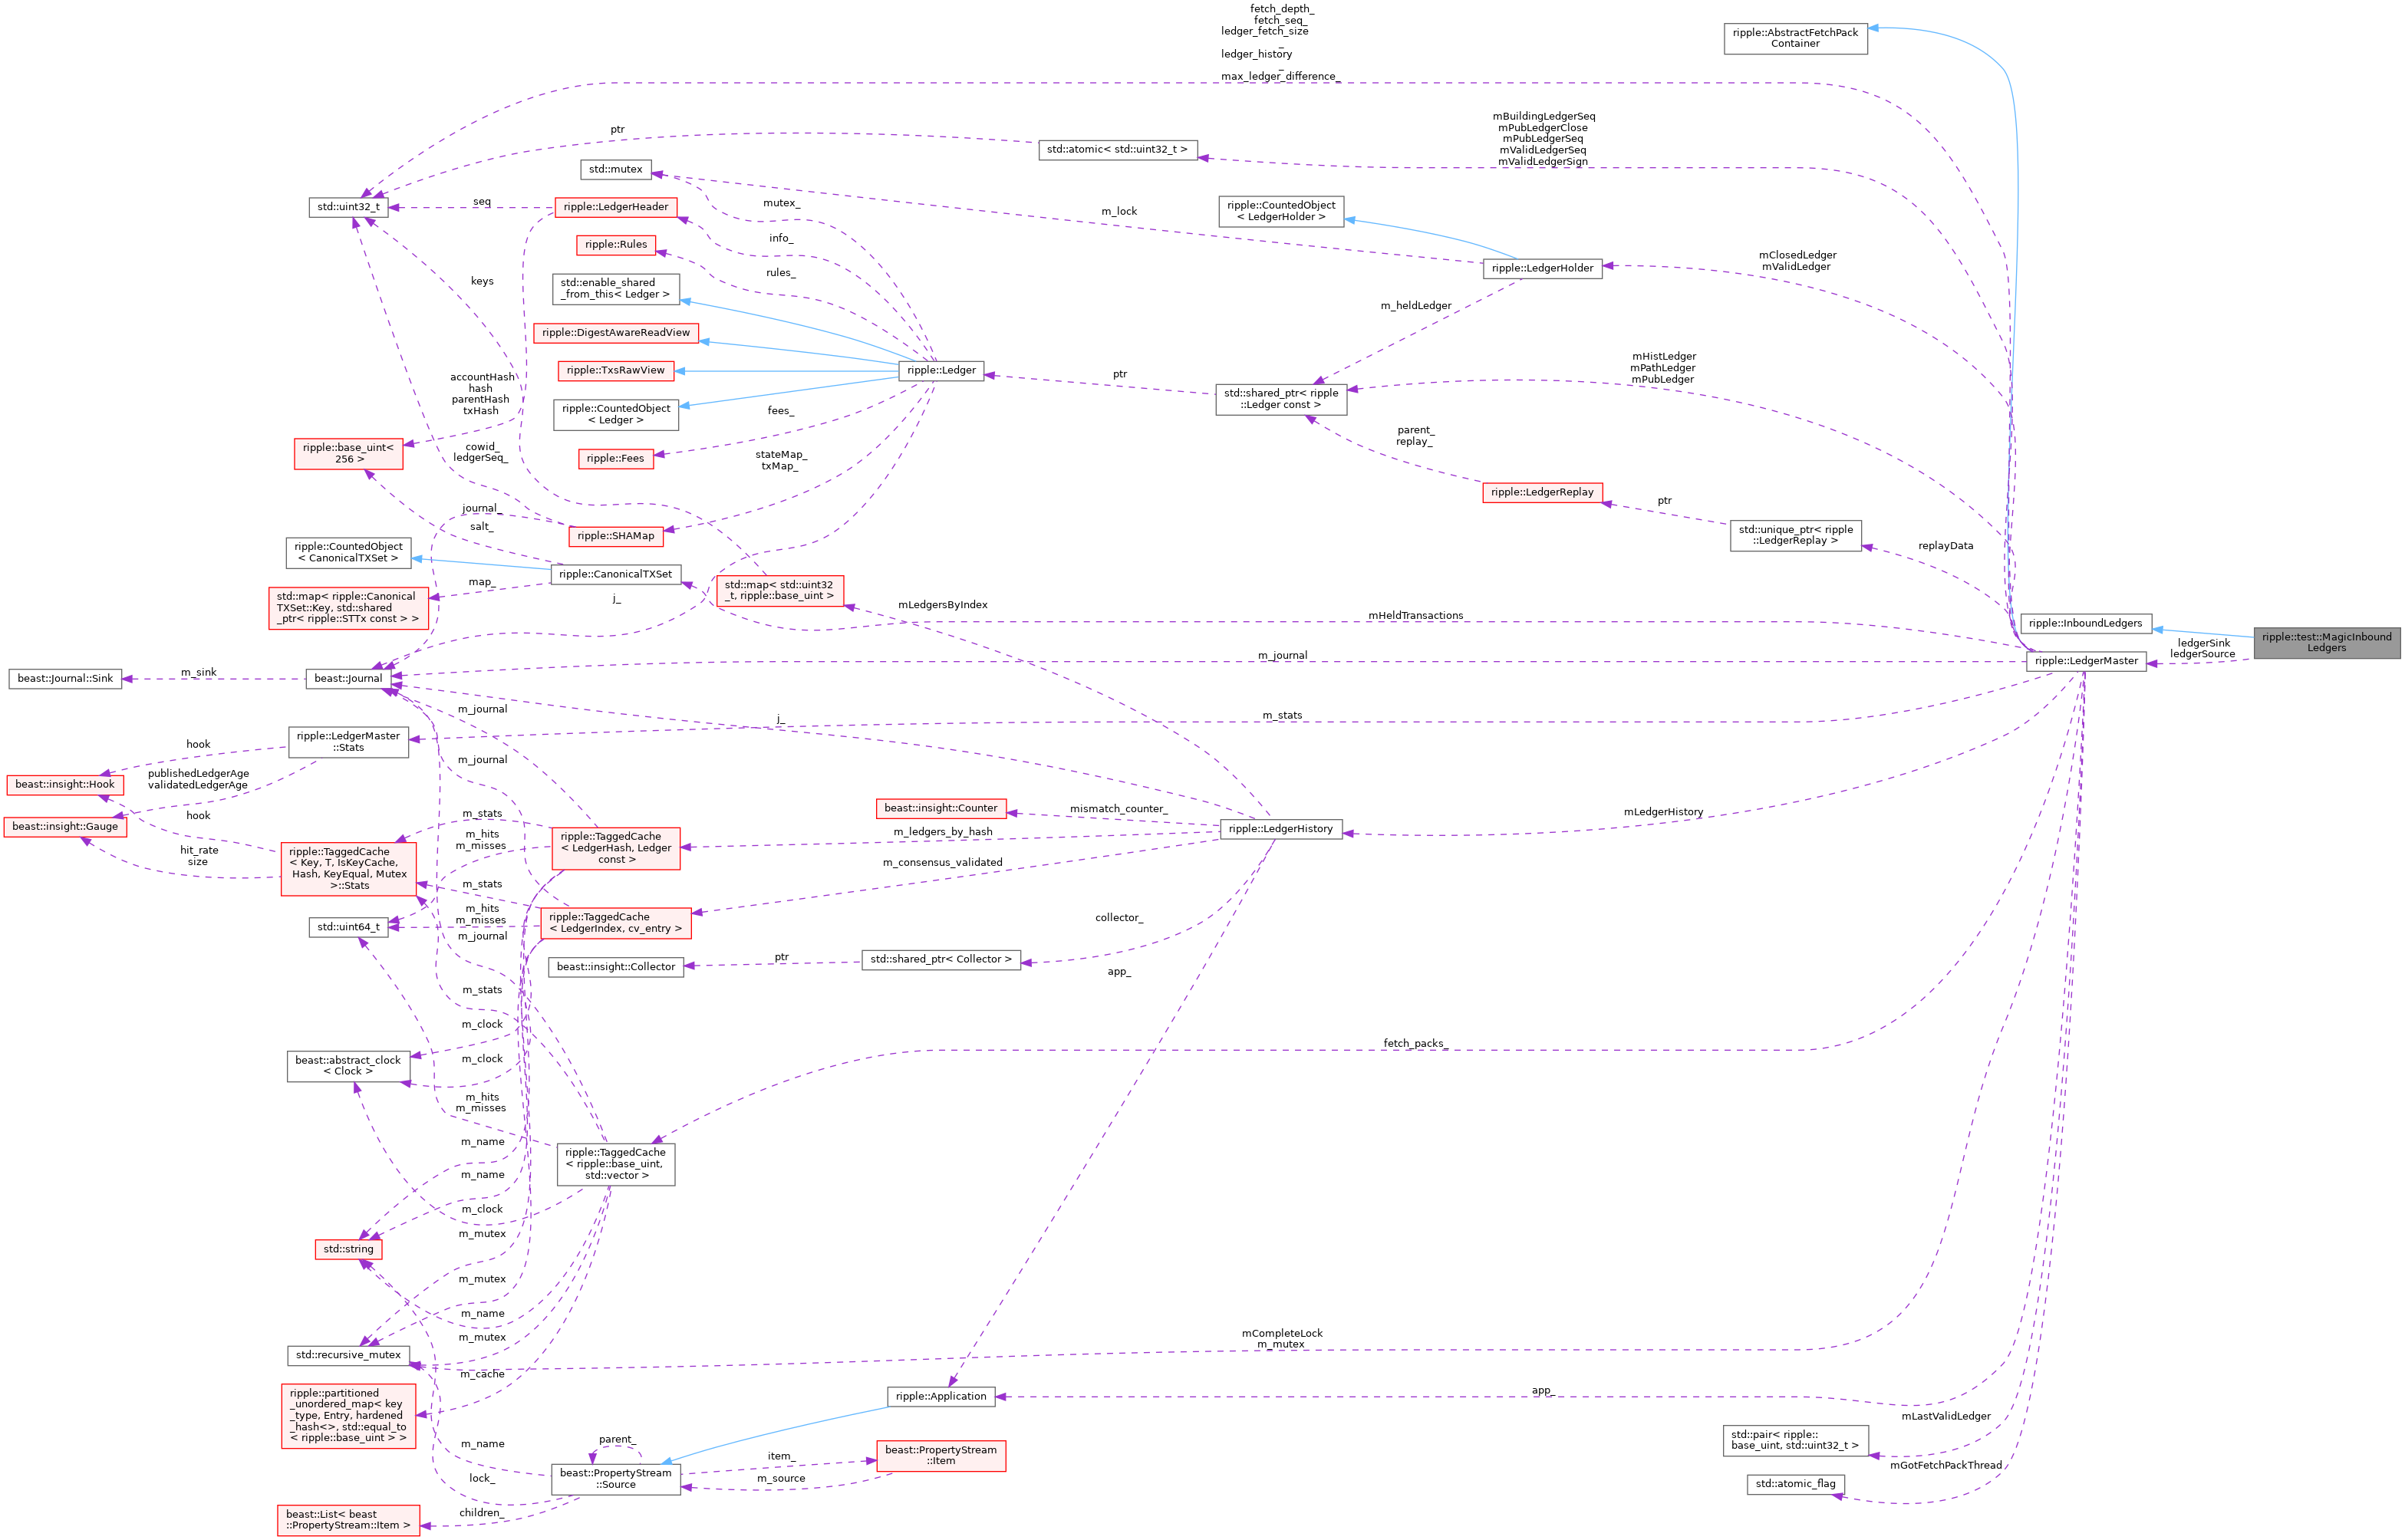 fetch_depth_
fetch_seq_
ledger_fetch_size
_
ledger_history
_
max_ledger_difference_
ripple::AbstractFetchPack
Container
mBuildingLedgerSeq
mPubLedgerClose
mPubLedgerSeq
mValidLedgerSeq
mValidLedgerSign
ptr
std::atomic< std::uint32_t >
std::mutex
std::uint32_t
seq
ripple::LedgerHeader
mutex_
m_lock
ripple::CountedObject
< LedgerHolder >
ripple::Rules
info_
rules_
ripple::LedgerHolder
mClosedLedger
mValidLedger
keys
std::enable_shared
_from_this< Ledger >
m_heldLedger
ripple::DigestAwareReadView
ripple::TxsRawView
ripple::Ledger
ptr
std::shared_ptr< ripple
::Ledger const >
mHistLedger
mPathLedger
mPubLedger
accountHash
hash
parentHash
txHash
ripple::CountedObject
< Ledger >
fees_
ripple::base_uint<
256 >
cowid_
ledgerSeq_
ripple::Fees
stateMap_
txMap_
parent_
replay_
ripple::LedgerReplay
ptr
std::unique_ptr< ripple
::LedgerReplay >
replayData
journal_
salt_
ripple::SHAMap
ripple::CountedObject
< CanonicalTXSet >
ripple::CanonicalTXSet
map_
std::map< ripple::Canonical
TXSet::Key, std::shared
_ptr< ripple::STTx const > >
j_
std::map< std::uint32
_t, ripple::base_uint >
mLedgersByIndex
mHeldTransactions
ripple::InboundLedgers
ripple::test::MagicInbound
Ledgers
ledgerSink
ledgerSource
ripple::LedgerMaster
m_journal
beast::Journal::Sink
m_sink
beast::Journal
m_journal
j_
m_stats
ripple::LedgerMaster
::Stats
hook
beast::insight::Hook
publishedLedgerAge
validatedLedgerAge
m_journal
beast::insight::Gauge
hook
hit_rate
size
m_stats
m_hits
m_misses
ripple::TaggedCache
< Key, T, IsKeyCache,
Hash, KeyEqual, Mutex
>::Stats
ripple::TaggedCache
< LedgerHash, Ledger
const >
beast::insight::Counter
mismatch_counter_
m_ledgers_by_hash
ripple::LedgerHistory
mLedgerHistory
m_consensus_validated
m_stats
m_hits
m_misses
m_journal
std::uint64_t
ripple::TaggedCache
< LedgerIndex, cv_entry >
collector_
beast::insight::Collector
ptr
std::shared_ptr< Collector >
app_
m_stats
m_clock
m_clock
beast::abstract_clock
< Clock >
fetch_packs_
m_hits
m_misses
m_name
m_name
ripple::TaggedCache
< ripple::base_uint,
std::vector >
m_clock
m_mutex
std::string
m_mutex
m_name
m_mutex
std::recursive_mutex
mCompleteLock
m_mutex
m_cache
ripple::partitioned
_unordered_map< key
_type, Entry, hardened
_hash<>, std::equal_to
< ripple::base_uint > >
ripple::Application
app_
mLastValidLedger
std::pair< ripple::
base_uint, std::uint32_t >
m_name
parent_
beast::PropertyStream
::Source
item_
m_source
beast::PropertyStream
::Item
lock_
mGotFetchPackThread
std::atomic_flag
children_
beast::List< beast
::PropertyStream::Item >